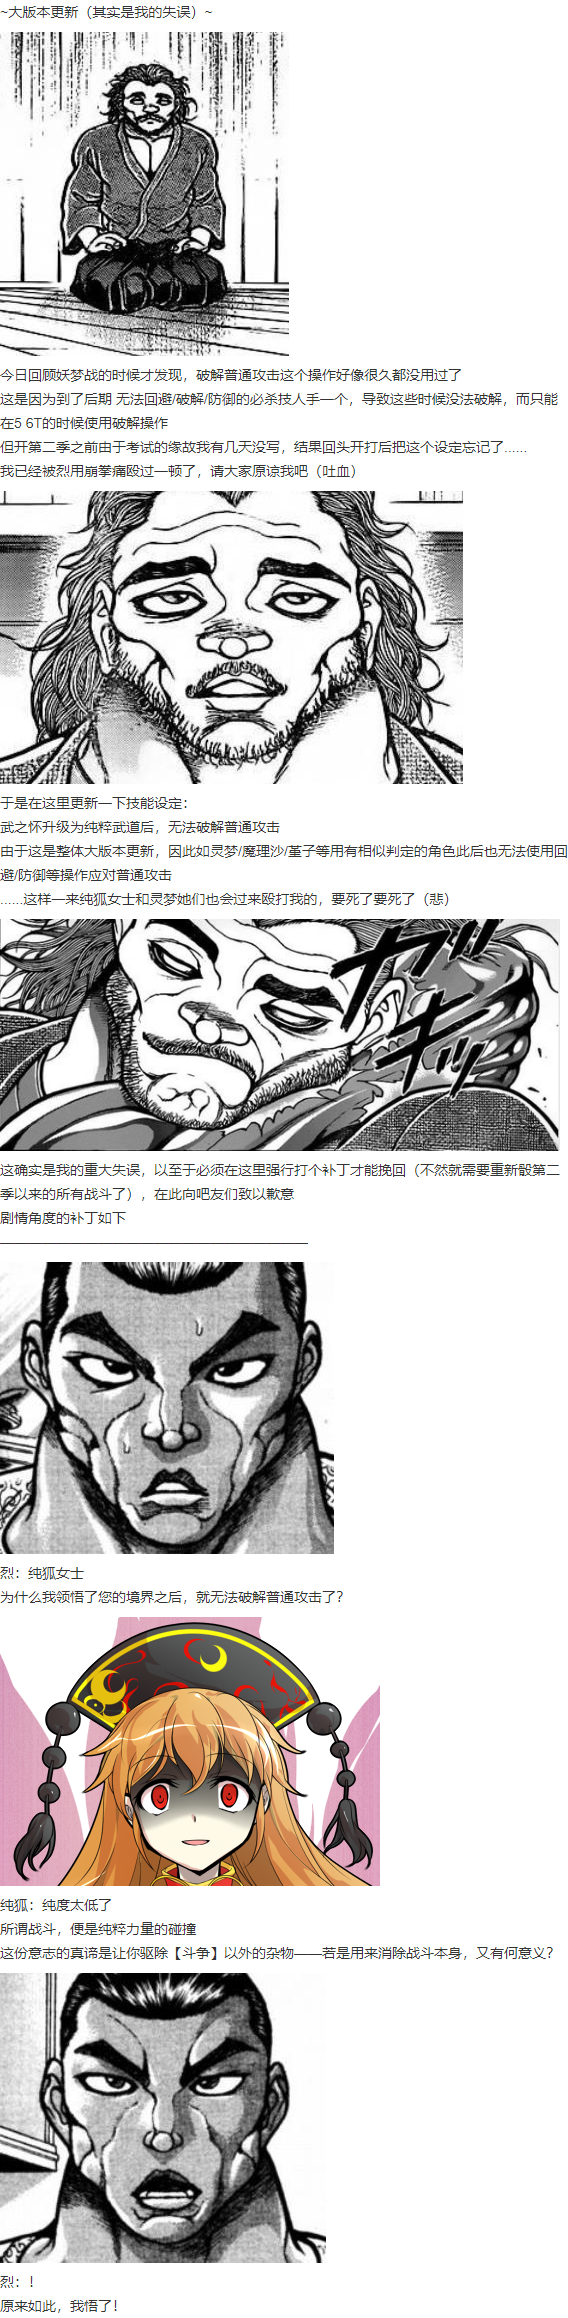 ~大版本更新（其实是我的失误）~
今日回顾妖梦战的时候才发现，破解普通攻击这个操作好像很久都没用过了
这是因为到了后期 无法回避/破解/防御的必杀技人手一个，导致这些时候没法破解，而只能
在5 6T的时候使用破解操作
但开第二季之前由于考试的缘故我有几天没写，结果回头开打后把这个设定忘记了......
我已经被烈用崩拳痛殴过一顿了，请大家原谅我吧（吐血）
于是在这里更新一下技能设定：
武之怀升级为纯粹武道后，无法破解普通攻击
由于这是整体大版本更新，因此如灵梦/魔理沙/堇子等用有相似判定的角色此后也无法使用回
避/防御等操作应对普通攻击
......这样一来纯狐女士和灵梦她们也会过来殴打我的，要死了要死了（悲）
ガッ
ギッ
这确实是我的重大失误，以至于必须在这里强行打个补丁才能挽回（不然就需要重新骰第二
季以来的所有战斗了），在此向吧友们致以歉意
剧情角度的补丁如下
————————————————————
烈：纯狐女士
为什么我领悟了您的境界之后，就无法破解普通攻击了？
纯狐：纯度太低了
所谓战斗，便是纯粹力量的碰撞
这份意志的真谛是让你驱除【斗争】以外的杂物——若是用来消除战斗本身，又有何意义？
烈：！
原来如此，我悟了！